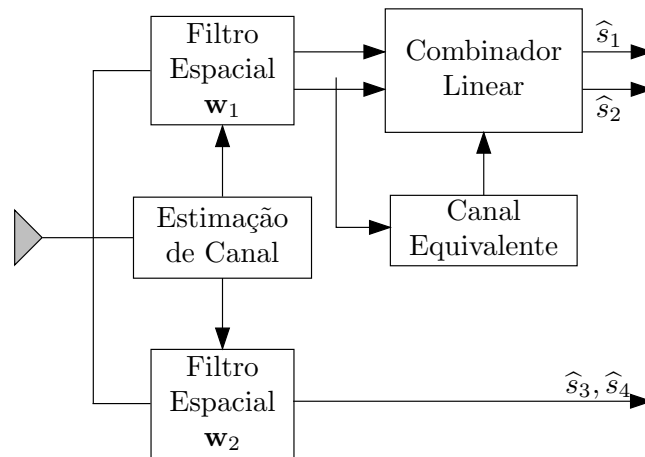 Filtro
Espacial
w₁
Combinador
Linear
ŝ₁
ŝ₂
Estimação
de Canal
Canal
Equivalente
Filtro
Espacial
w₂
ŝ₃, ŝ₄